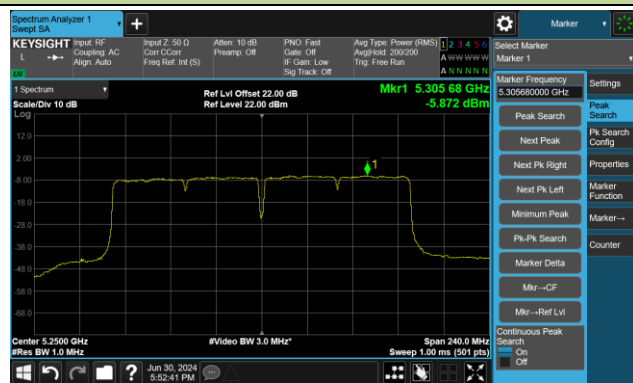 Spectrum Analyzer 1
Swept SA
Marker
KEYSIGHT Input: RF Input Z: 50 Ω Atten: 10 dB PNO: Fast Avg Type: Power (RMS) 1 2 3 4 5 6
L Coupling: AC Corr CCorr Preamp: Off Gate: Off Avg|Hold: 200/200 A W W W W W
Align: Auto Freq Ref: Int (S) IF Gain: Low Trig: Free Run
Sig Track: Off A N N N N N
Select Marker
Marker 1
1 Spectrum
Scale/Div 10 dB
Ref Lvl Offset 22.00 dB
Ref Level 22.00 dBm
Mkr1 5.305 68 GHz
-5.872 dBm
Log
12.0
2.00
-8.00
-18.0
-28.0
-38.0
-48.0
-58.0
-68.0
1
Center 5.2500 GHz
#Video BW 3.0 MHz*
Span 240.0 MHz
#Res BW 1.0 MHz
Sweep 1.00 ms (501 pts)
Marker Frequency
5.305680000 GHz
Peak Search
Next Peak
Next Pk Right
Next Pk Left
Minimum Peak
Pk-Pk Search
Marker Delta
Mkr→CF
Mkr→Ref Lvl
Continuous Peak
Search
On
Off
Settings
Peak
Search
Pk Search
Config
Properties
Marker
Function
Marker→
Counter
Jun 30, 2024
5:52:41 PM